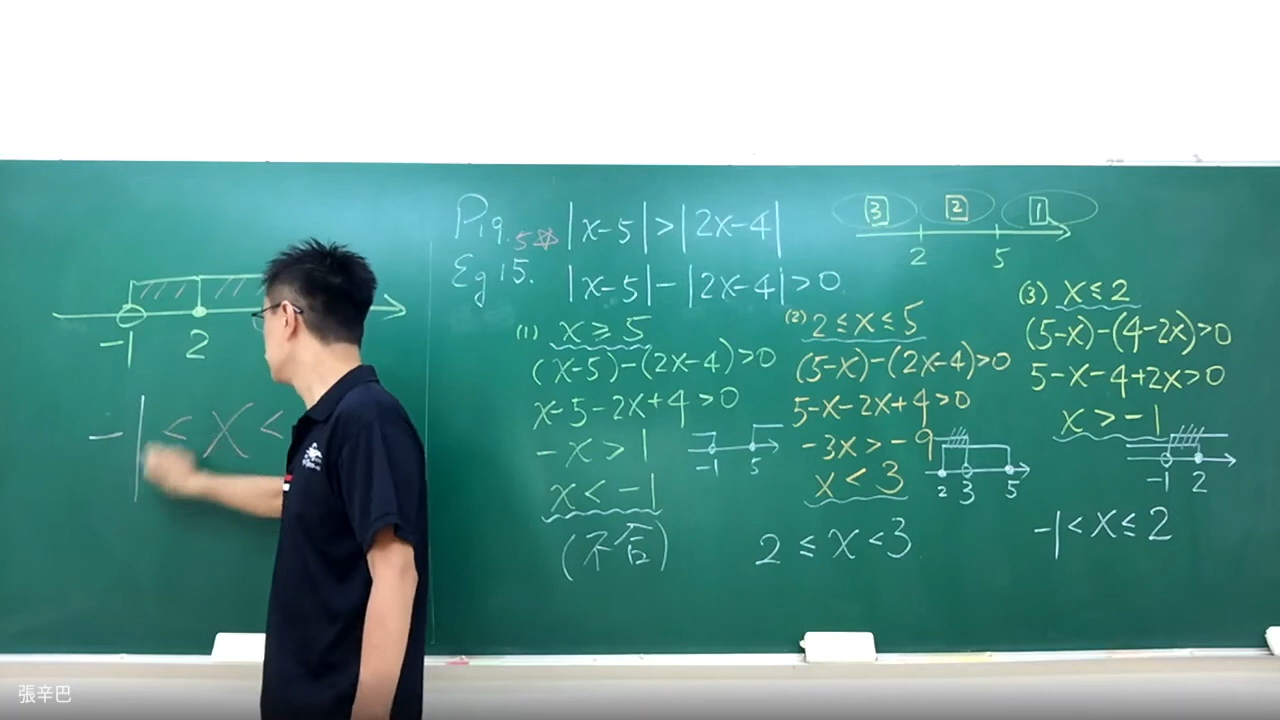 P19. 5☆ |x-5|>|2x-4|
Eg 15. |x-5|-|2x-4|>0
3 2 1
2 5
(1) x≥5
(x-5)-(2x-4)>0
x-5-2x+4>0
-x>1
x<-1
(不合)
-1 5
(2) 2≤x≤5
(5-x)-(2x-4)>0
5-x-2x+4>0
-3x>-9
x<3
2 3 5
2≤x<3
(3) x≤2
(5-x)-(4-2x)>0
5-x-4+2x>0
x>-1
-1 2
-1<x≤2
-1 2
-1<x<
張辛巴